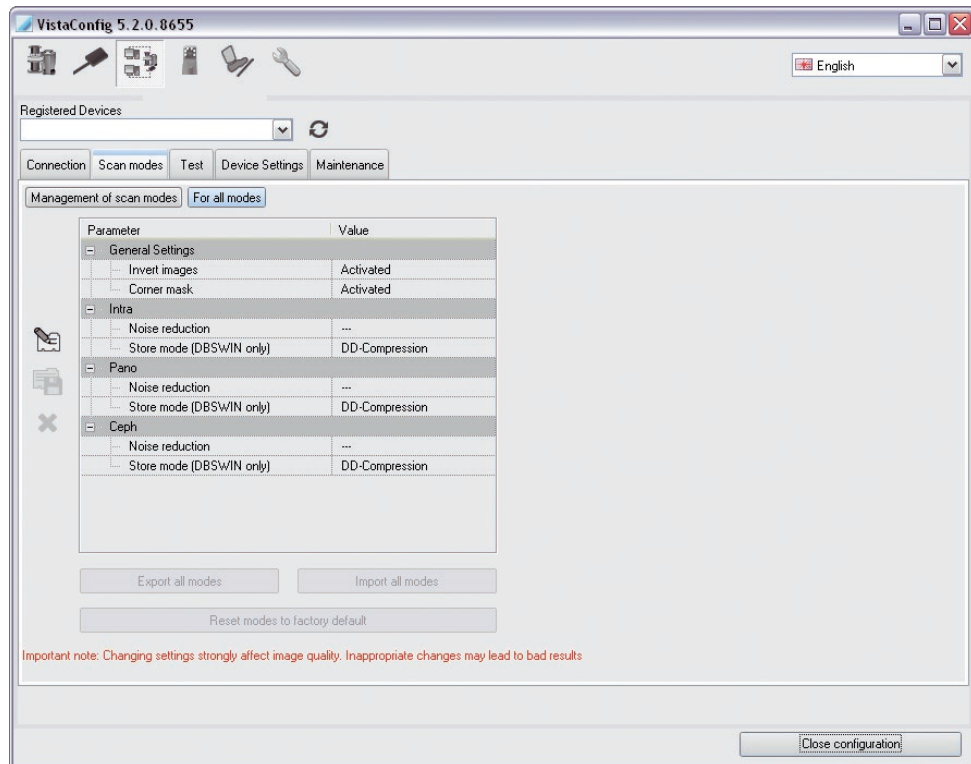 VistaConfig 5.2.0.8655
English
Registered Devices
Connection Scan modes Test Device Settings Maintenance
Management of scan modes For all modes
Parameter Value
General Settings
Invert images Activated
Corner mask Activated
Intra
Noise reduction ---
Store mode (DBSWIN only) DD-Compression
Pano
Noise reduction ---
Store mode (DBSWIN only) DD-Compression
Ceph
Noise reduction ---
Store mode (DBSWIN only) DD-Compression
Export all modes Import all modes
Reset modes to factory default
Important note: Changing settings strongly affect image quality. Inappropriate changes may lead to bad results
Close configuration